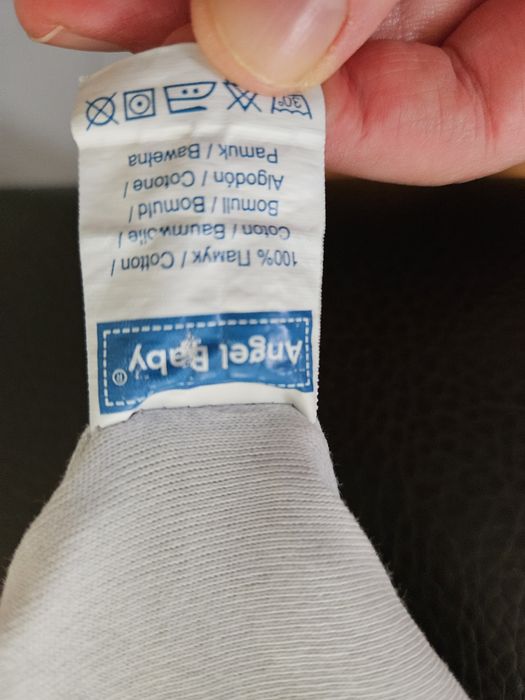 Angel Baby®
100% Памук / Cotton /
Coton / Baumwolle /
Bomull / Bomuld /
Algodón / Cotone /
Pamuk / Bawełna
30°